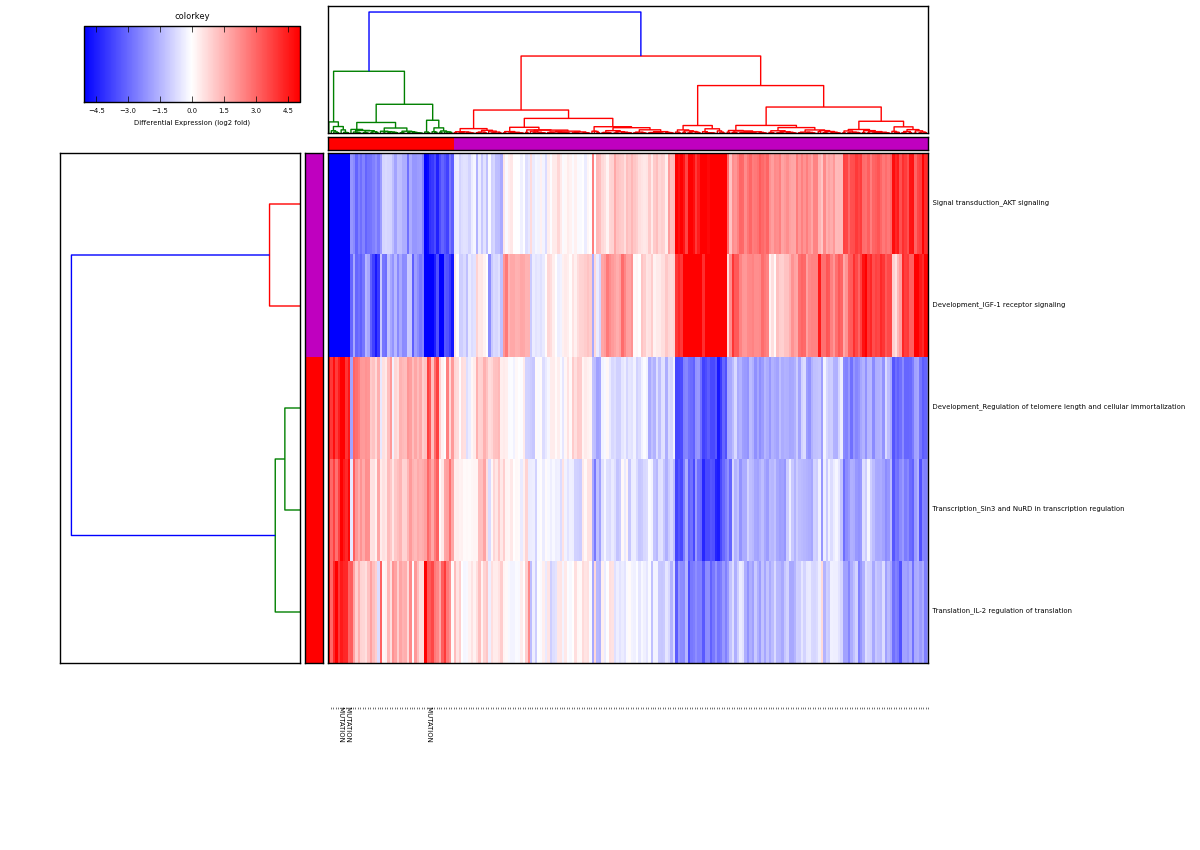 colorkey
−4.5 −3.0 −1.5 0.0 1.5 3.0 4.5
Differential Expression (log2 fold)
Signal transduction_AKT signaling
Development_IGF-1 receptor signaling
Development_Regulation of telomere length and cellular immortalization
Transcription_Sin3 and NuRD in transcription regulation
Translation_IL-2 regulation of translation
MUTATION
MUTATION
MUTATION